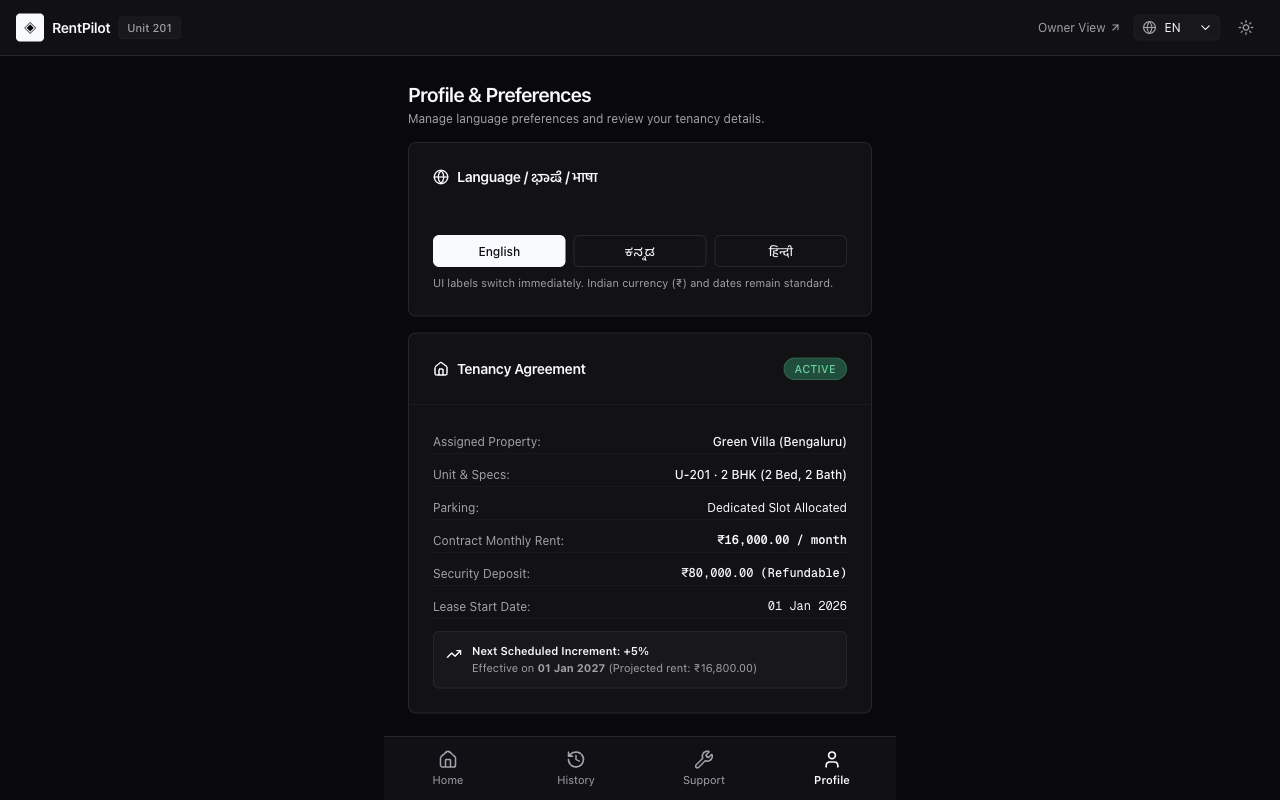 RentPilot Unit 201 Owner View ↗ EN
Profile & Preferences
Manage language preferences and review your tenancy details.
Language / ಭಾಷೆ / भाषा
English ಕನ್ನಡ हिन्दी
UI labels switch immediately. Indian currency (₹) and dates remain standard.
Tenancy Agreement ACTIVE
Assigned Property: Green Villa (Bengaluru)
Unit & Specs: U-201 · 2 BHK (2 Bed, 2 Bath)
Parking: Dedicated Slot Allocated
Contract Monthly Rent: ₹16,000.00 / month
Security Deposit: ₹80,000.00 (Refundable)
Lease Start Date: 01 Jan 2026
Next Scheduled Increment: +5%
Effective on 01 Jan 2027 (Projected rent: ₹16,800.00)
Home History Support Profile